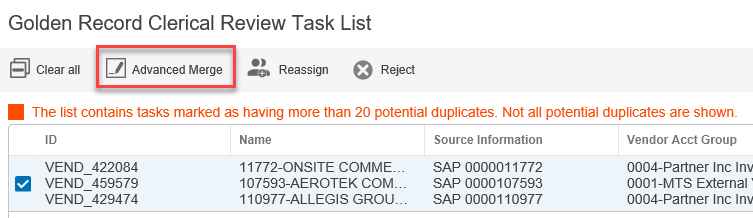 Golden Record Clerical Review Task List
Clear all Advanced Merge Reassign Reject
The list contains tasks marked as having more than 20 potential duplicates. Not all potential duplicates are shown.
ID Name Source Information Vendor Acct Group
VEND_422084 11772-ONSITE COMME... SAP 0000011772 0004-Partner Inc Inv
VEND_459579 107593-AEROTEK COM... SAP 0000107593 0001-MTS External V
VEND_429474 110977-ALLEGIS GROU... SAP 0000110977 0004-Partner Inc Inv